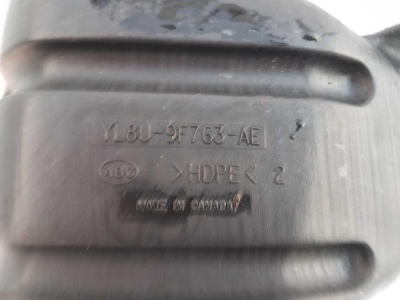 YL8U-9F763-AE
ABC >HDPE< 2
MADE IN CANADA